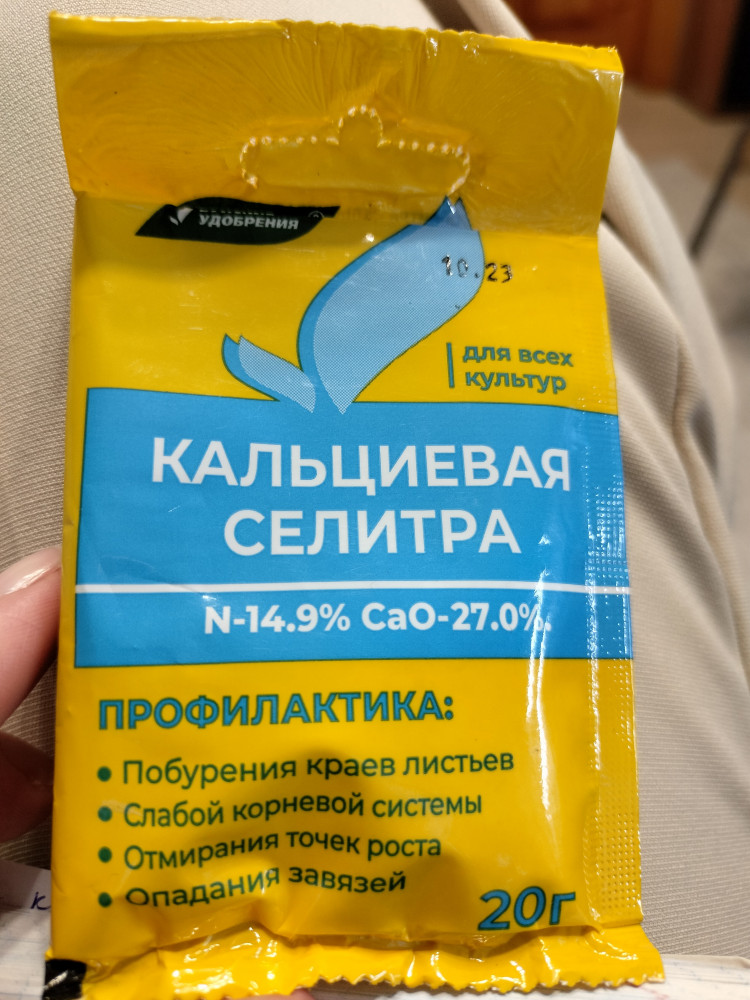 УДОБРЕНИЯ
10.23
для всех
культур
КАЛЬЦИЕВАЯ
СЕЛИТРА
N-14.9% CaO-27.0%
ПРОФИЛАКТИКА:
• Побурения краев листьев
• Слабой корневой системы
• Отмирания точек роста
• Опадания завязей
20г